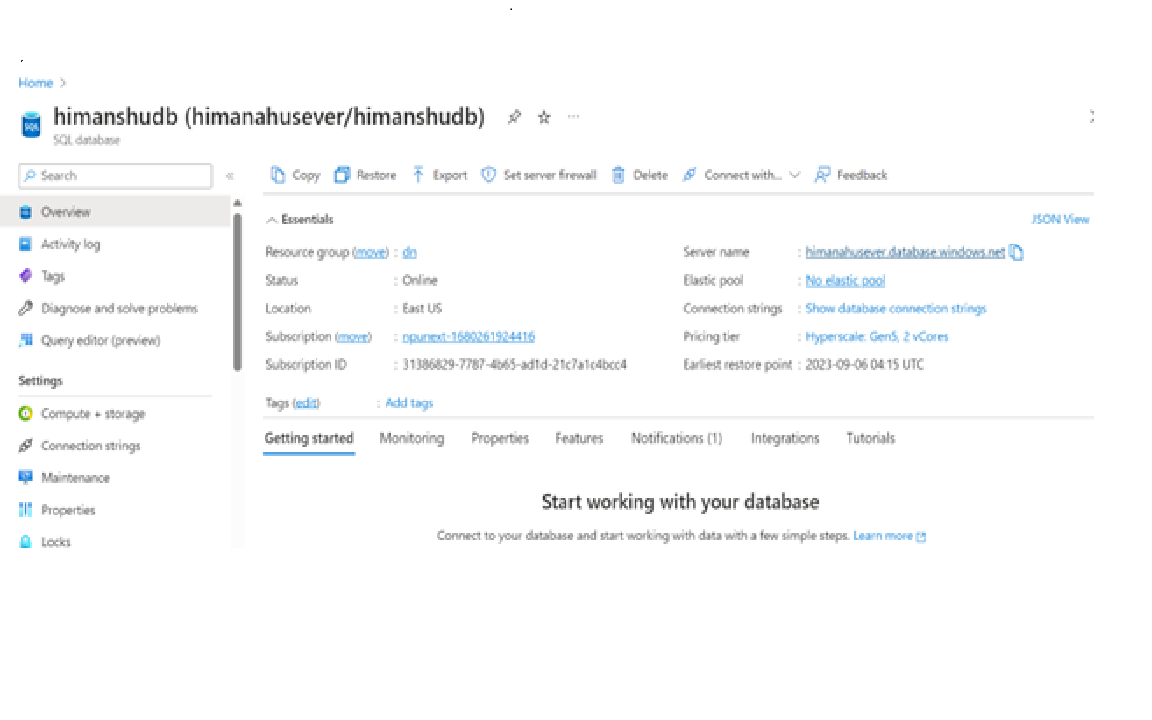 Home >
himanshudb (himanahusever/himanshudb) ...
SQL database
Search «
Copy Restore Export Set server firewall Delete Connect with... Feedback
Overview
Activity log
Tags
Diagnose and solve problems
Query editor (preview)
Settings
Compute + storage
Connection strings
Maintenance
Properties
Locks
Essentials JSON View
Resource group (move) : dn
Status : Online
Location : East US
Subscription (move) : npunext-1680261924416
Subscription ID : 31386829-7787-4b65-ad1d-21c7a1c4bcc4
Tags (edit) : Add tags
Server name : himanahusever.database.windows.net
Elastic pool : No elastic pool
Connection strings : Show database connection strings
Pricing tier : Hyperscale: Gen5, 2 vCores
Earliest restore point : 2023-09-06 04:15 UTC
Getting started Monitoring Properties Features Notifications (1) Integrations Tutorials
Start working with your database
Connect to your database and start working with data with a few simple steps. Learn more